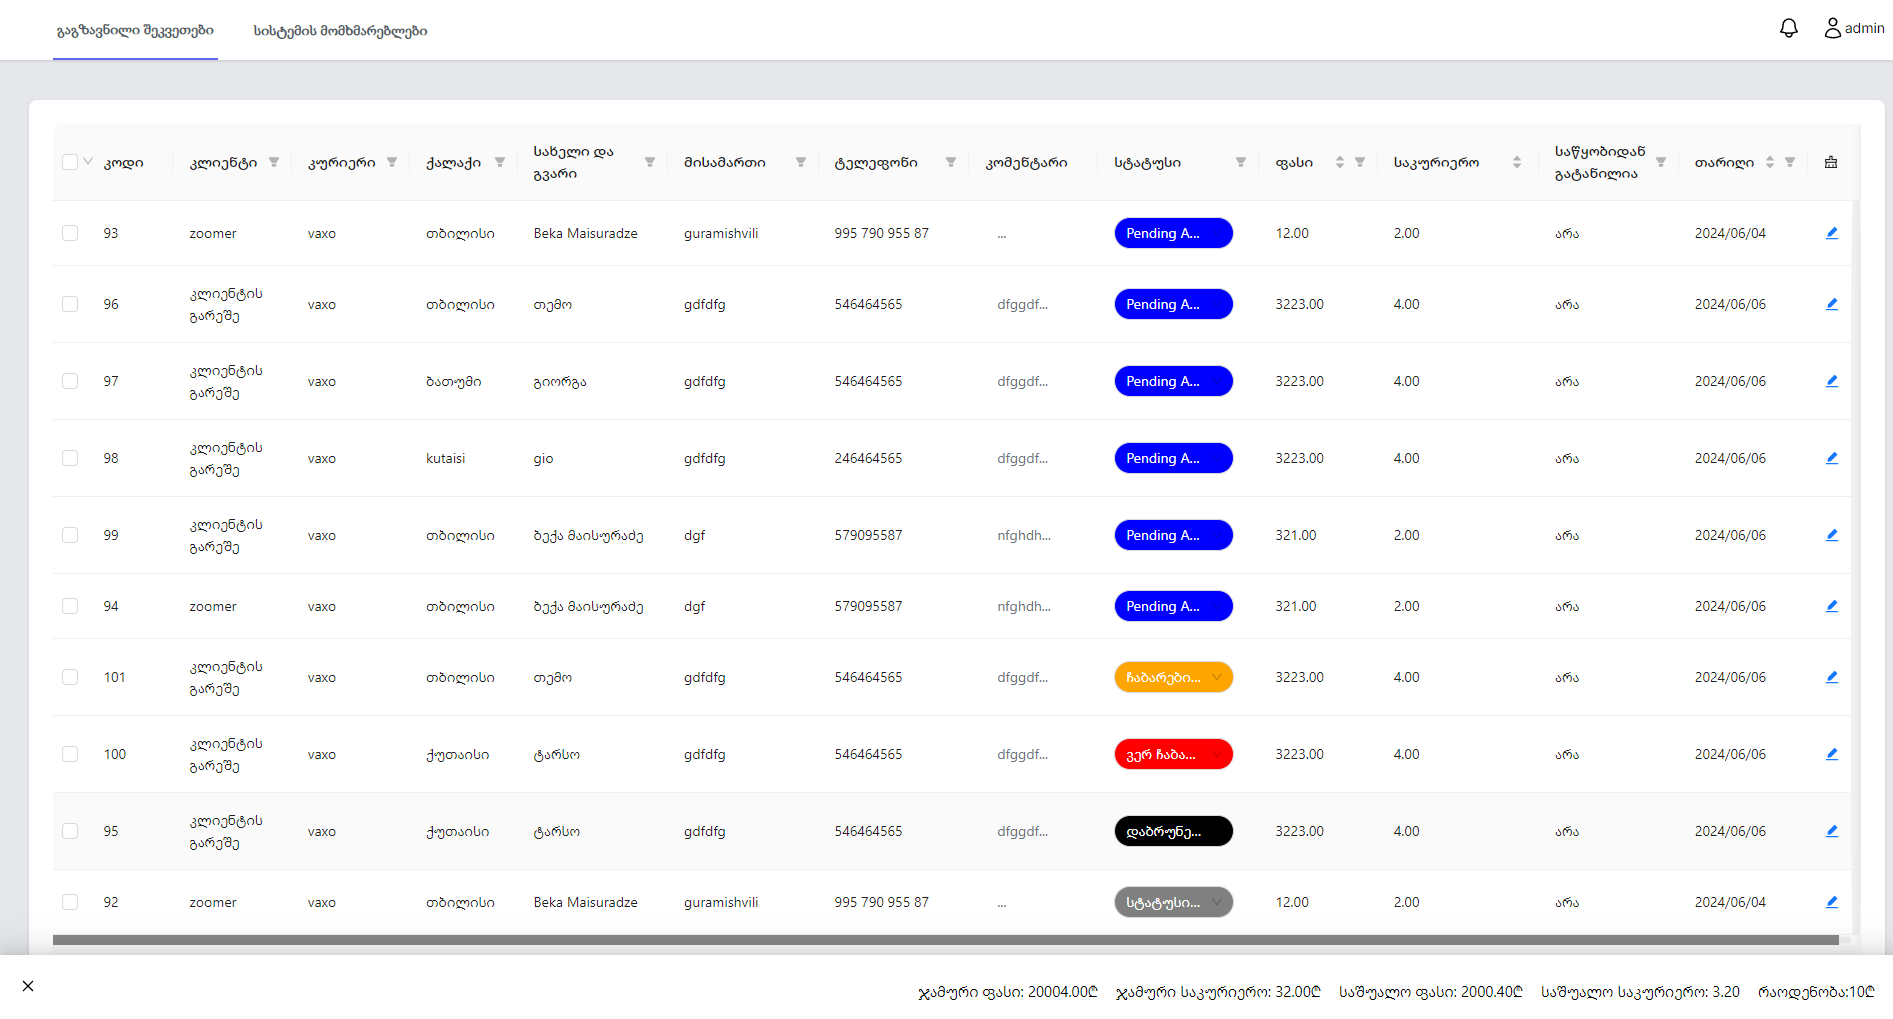 გაგზავნილი შეკვეთები სისტემის მომხმარებლები admin
კოდი კლიენტი კურიერი ქალაქი სახელი და გვარი მისამართი ტელეფონი კომენტარი სტატუსი ფასი საკურიერო საწყობიდან გატანილია თარიღი
93 zoomer vaxo თბილისი Beka Maisuradze guramishvili 995 790 955 87 ... Pending A... 12.00 2.00 არა 2024/06/04
96 კლიენტის გარეშე vaxo თბილისი თემო gdfdfg 546464565 dfggdf... Pending A... 3223.00 4.00 არა 2024/06/06
97 კლიენტის გარეშე vaxo ბათუმი გიორგა gdfdfg 546464565 dfggdf... Pending A... 3223.00 4.00 არა 2024/06/06
98 კლიენტის გარეშე vaxo kutaisi gio gdfdfg 246464565 dfggdf... Pending A... 3223.00 4.00 არა 2024/06/06
99 კლიენტის გარეშე vaxo თბილისი ბექა მაისურაძე dgf 579095587 nfghdh... Pending A... 321.00 2.00 არა 2024/06/06
94 zoomer vaxo თბილისი ბექა მაისურაძე dgf 579095587 nfghdh... Pending A... 321.00 2.00 არა 2024/06/06
101 კლიენტის გარეშე vaxo თბილისი თემო gdfdfg 546464565 dfggdf... ჩაბარები... 3223.00 4.00 არა 2024/06/06
100 კლიენტის გარეშე vaxo ქუთაისი ტარსო gdfdfg 546464565 dfggdf... ვერ ჩაბა... 3223.00 4.00 არა 2024/06/06
95 კლიენტის გარეშე vaxo ქუთაისი ტარსო gdfdfg 546464565 dfggdf... დაბრუნე... 3223.00 4.00 არა 2024/06/06
92 zoomer vaxo თბილისი Beka Maisuradze guramishvili 995 790 955 87 ... სტატუსი... 12.00 2.00 არა 2024/06/04
ჯამური ფასი: 20004.00₾ ჯამური საკურიერო: 32.00₾ საშუალო ფასი: 2000.40₾ საშუალო საკურიერო: 3.20 რაოდენობა:10₾